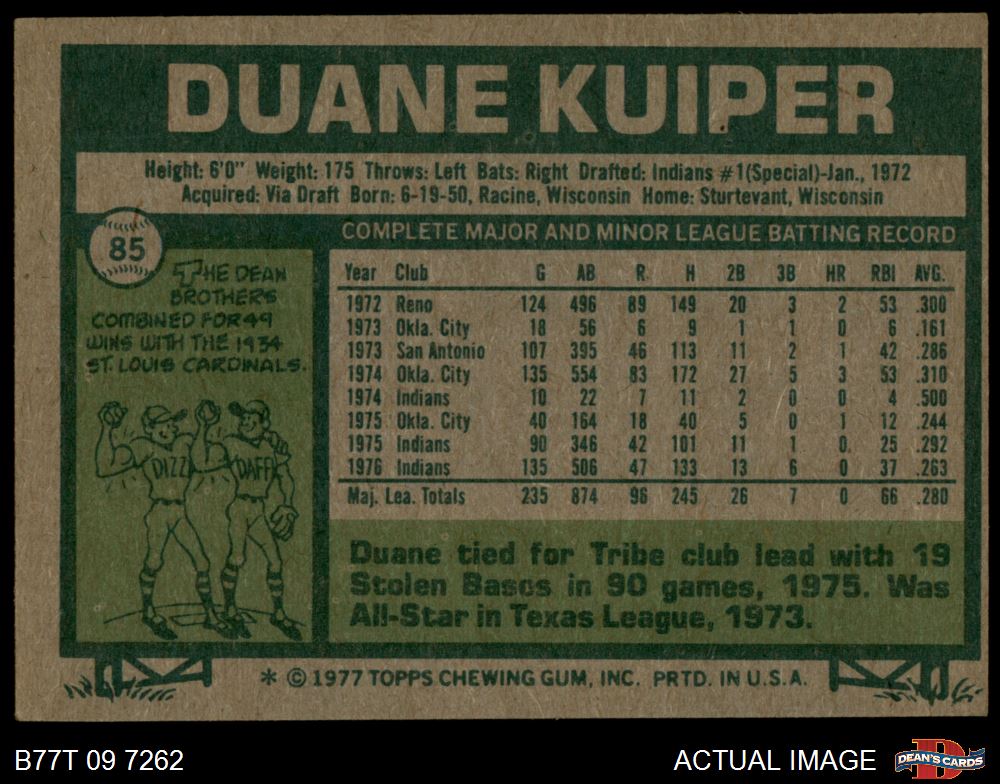 DUANE KUIPER
Height: 6'0" Weight: 175 Throws: Left Bats: Right Drafted: Indians #1(Special)-Jan., 1972
Acquired: Via Draft Born: 6-19-50, Racine, Wisconsin Home: Sturtevant, Wisconsin
85
THE DEAN
BROTHERS
COMBINED FOR 49
WINS WITH THE 1934
ST. LOUIS CARDINALS.
DIZZ DAFF
COMPLETE MAJOR AND MINOR LEAGUE BATTING RECORD
Year Club G AB R H 2B 3B HR RBI AVG.
1972 Reno 124 496 89 149 20 3 2 53 .300
1973 Okla. City 18 56 6 9 1 1 0 6 .161
1973 San Antonio 107 395 46 113 11 2 1 42 .286
1974 Okla. City 135 554 83 172 27 5 3 53 .310
1974 Indians 10 22 7 11 2 0 0 4 .500
1975 Okla. City 40 164 18 40 5 0 1 12 .244
1975 Indians 90 346 42 101 11 1 0 25 .292
1976 Indians 135 506 47 133 13 6 0 37 .263
Maj. Lea. Totals 235 874 96 245 26 7 0 66 .280
Duane tied for Tribe club lead with 19
Stolen Bases in 90 games, 1975. Was
All-Star in Texas League, 1973.
* © 1977 TOPPS CHEWING GUM, INC. PRTD. IN U.S.A.
B77T 09 7262
ACTUAL IMAGE
D
DEAN'S CARDS